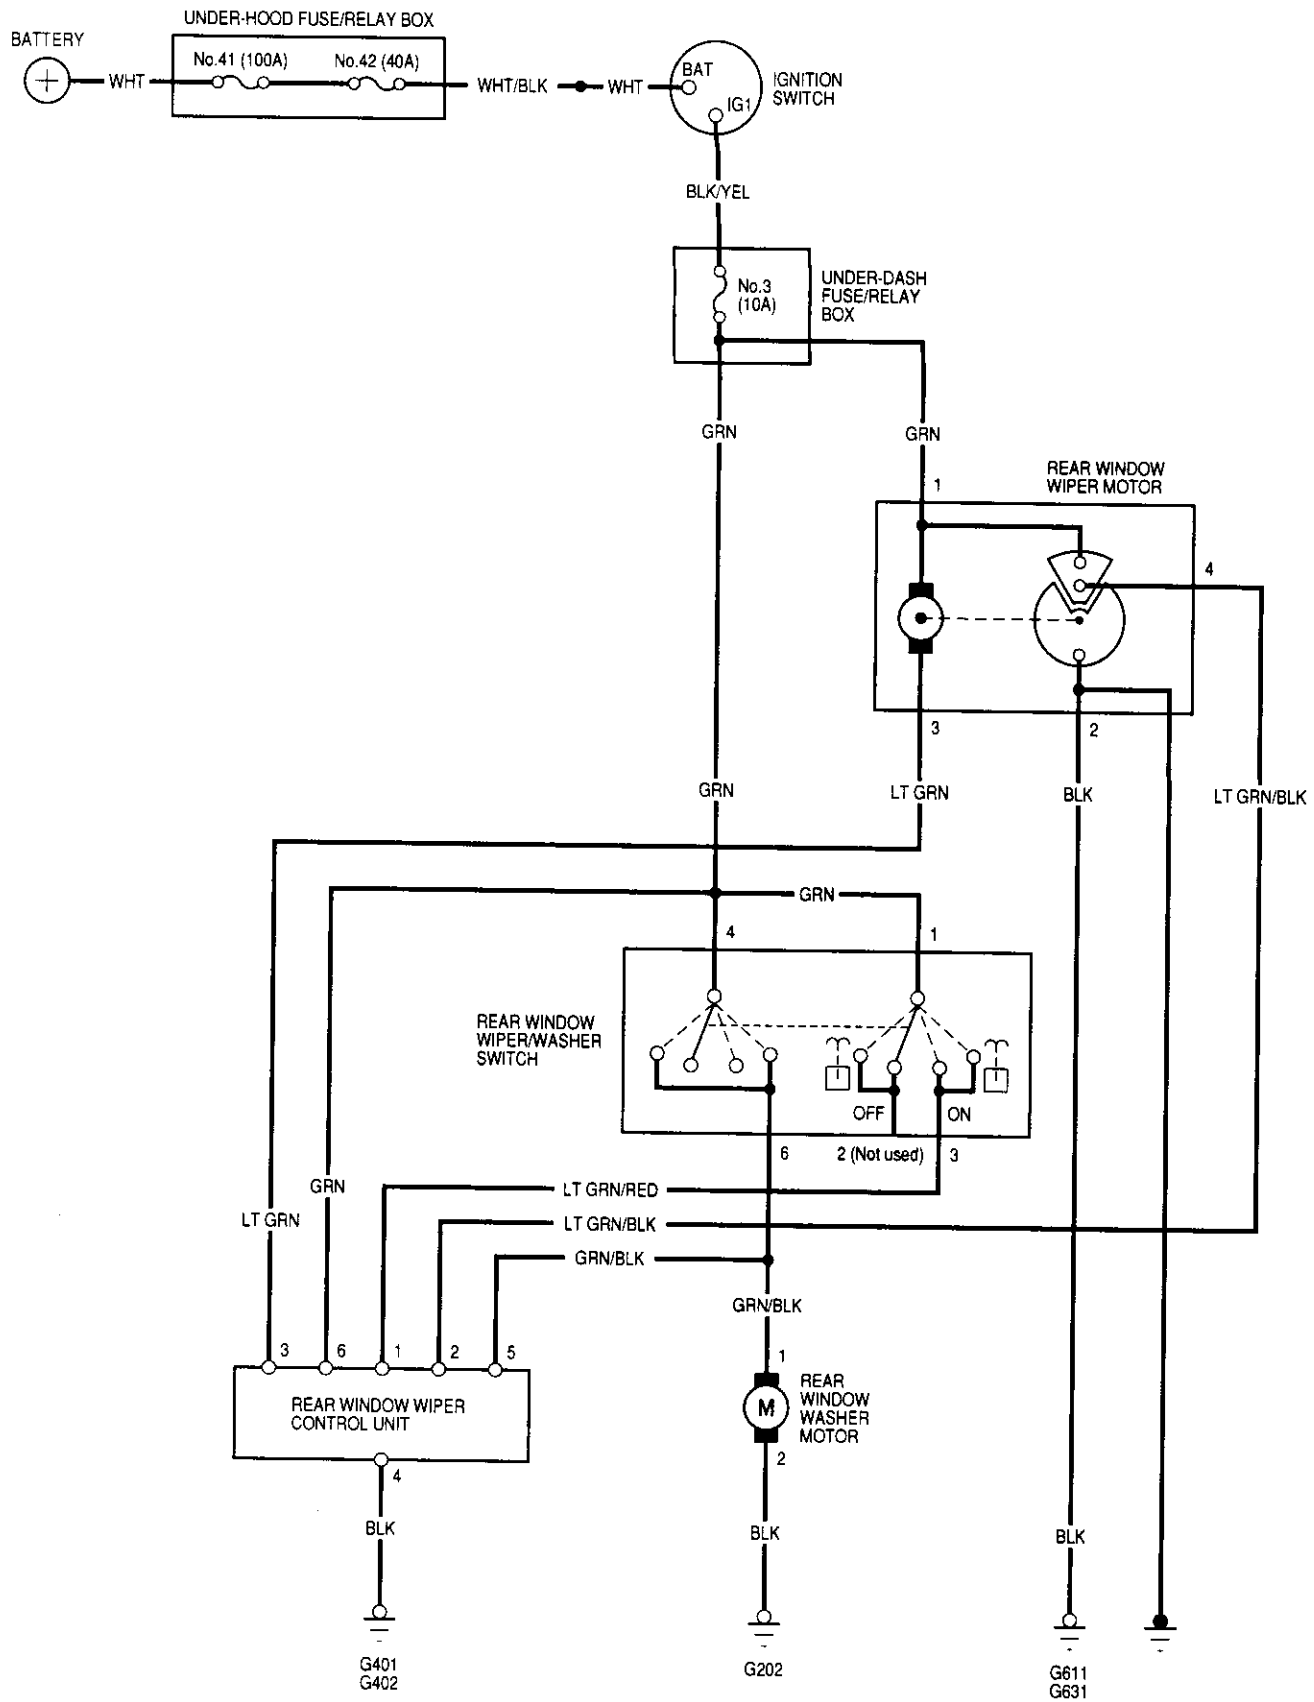 UNDER-HOOD FUSE/RELAY BOX
BATTERY
No.41 (100A)
No.42 (40A)
+
WHT
WHT/BLK
WHT
BAT
IG1
IGNITION
SWITCH
BLK/YEL
No.3
(10A)
UNDER-DASH
FUSE/RELAY
BOX
GRN
GRN
REAR WINDOW
WIPER MOTOR
1
4
3
2
GRN
LT GRN
BLK
LT GRN/BLK
GRN
4
1
REAR WINDOW
WIPER/WASHER
SWITCH
OFF
ON
6
2 (Not used)
3
GRN
LT GRN/RED
LT GRN
LT GRN/BLK
GRN/BLK
GRN/BLK
3
6
1
2
5
1
REAR WINDOW WIPER
CONTROL UNIT
M
REAR
WINDOW
WASHER
MOTOR
4
2
BLK
BLK
BLK
G401
G402
G202
G611
G631